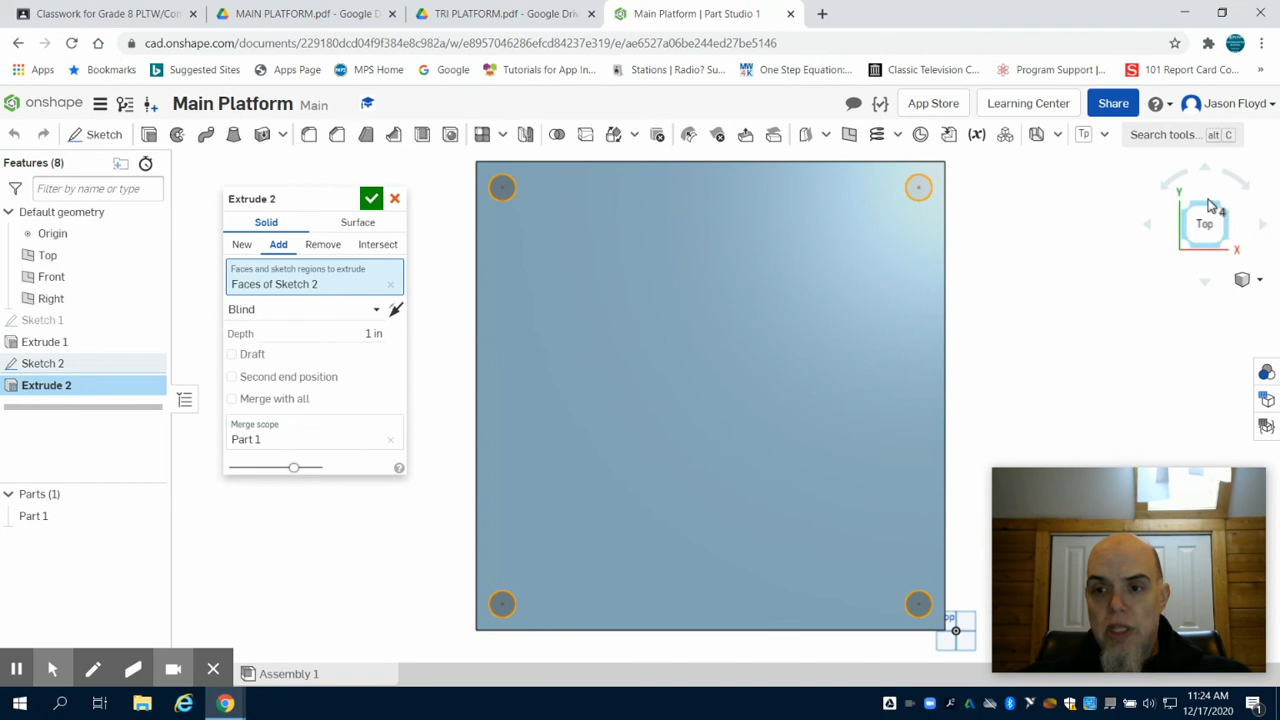 Classwork for Grade 8 PLTW/Con
MAIN PLATFORM.pdf - Google D
TRI PLATFORM.pdf - Google Driv
Main Platform | Part Studio 1
cad.onshape.com/documents/229180dcd04f9f384e8c982a/w/e8957046286efcd84237e319/e/ae6527a06be244ed27be5146
Apps
Bookmarks
Suggested Sites
Apps Page
MPS Home
Google
Tutorials for App In...
Stations | Radio? Su...
One Step Equation:...
Classic Television C...
Program Support |...
101 Report Card Co...
»
onshape
Main Platform
Main
App Store
Learning Center
Share
Jason Floyd
Sketch
(x)
Tp
Search tools...
alt
C
Features (8)
Filter by name or type
Default geometry
Origin
Top
Front
Right
Sketch 1
Extrude 1
Sketch 2
Extrude 2
Parts (1)
Part 1
Extrude 2
Solid
Surface
New
Add
Remove
Intersect
Faces and sketch regions to extrude
Faces of Sketch 2
Blind
Depth
1 in
Draft
Second end position
Merge with all
Merge scope
Part 1
Y
Top
X
Assembly 1
11:24 AM
12/17/2020